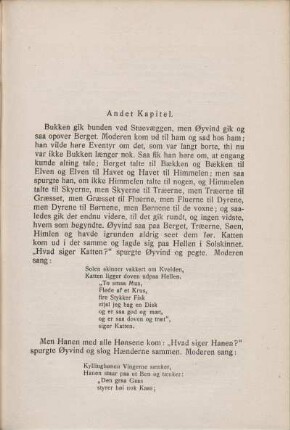 Andet Kapitel.
Bukken gik bunden ved Stuevæggen, men Øyvind gik og
saa opover Berget. Moderen kom ud til ham og sad hos ham;
han vilde høre Eventyr om det, som var langt borte, thi nu
var ikke Bukken længer nok. Saa fik han høre om, at engang
kunde alting tale; Berget talte til Bækken og Bækken til
Elven og Elven til Havet og Havet til Himmelen; men saa
spurgte han, om ikke Himmelen talte til nogen, og Himmelen
talte til Skyerne, men Skyerne til Træerne, men Træerne til
Græsset, men Græsset til Fluerne, men Fluerne til Dyrene,
men Dyrene til Børnene, men Børnene til de voxne; og saa-
ledes gik det endnu videre, til det gik rundt, og ingen vidste,
hvem som begyndte. Øyvind saa paa Berget, Træerne, Søen,
Himlen og havde igrunden aldrig seet dem før. Katten
kom ud i det samme og lagde sig paa Hellen i Solskinnet.
„Hvad siger Katten?“ spurgte Øyvind og pegte. Moderen
sang:
Solen skinner vakkert om Kvelden,
Katten ligger doven udpaa Hellen.
„To smaa Mus,
Fløde af et Krus,
fire Stykker Fisk
stjal jeg bag en Disk
og er saa god og mæt,
og er saa doven og træt“,
siger Katten.
Men Hanen med alle Hønsene kom: „Hvad siger Hanen?“
spurgte Øyvind og slog Hænderne sammen. Moderen sang:
Kyllinghønen Vingerne sænker,
Hanen staar paa et Ben og tænker:
„Den graa Gaas
styrer høi nok Kaas;